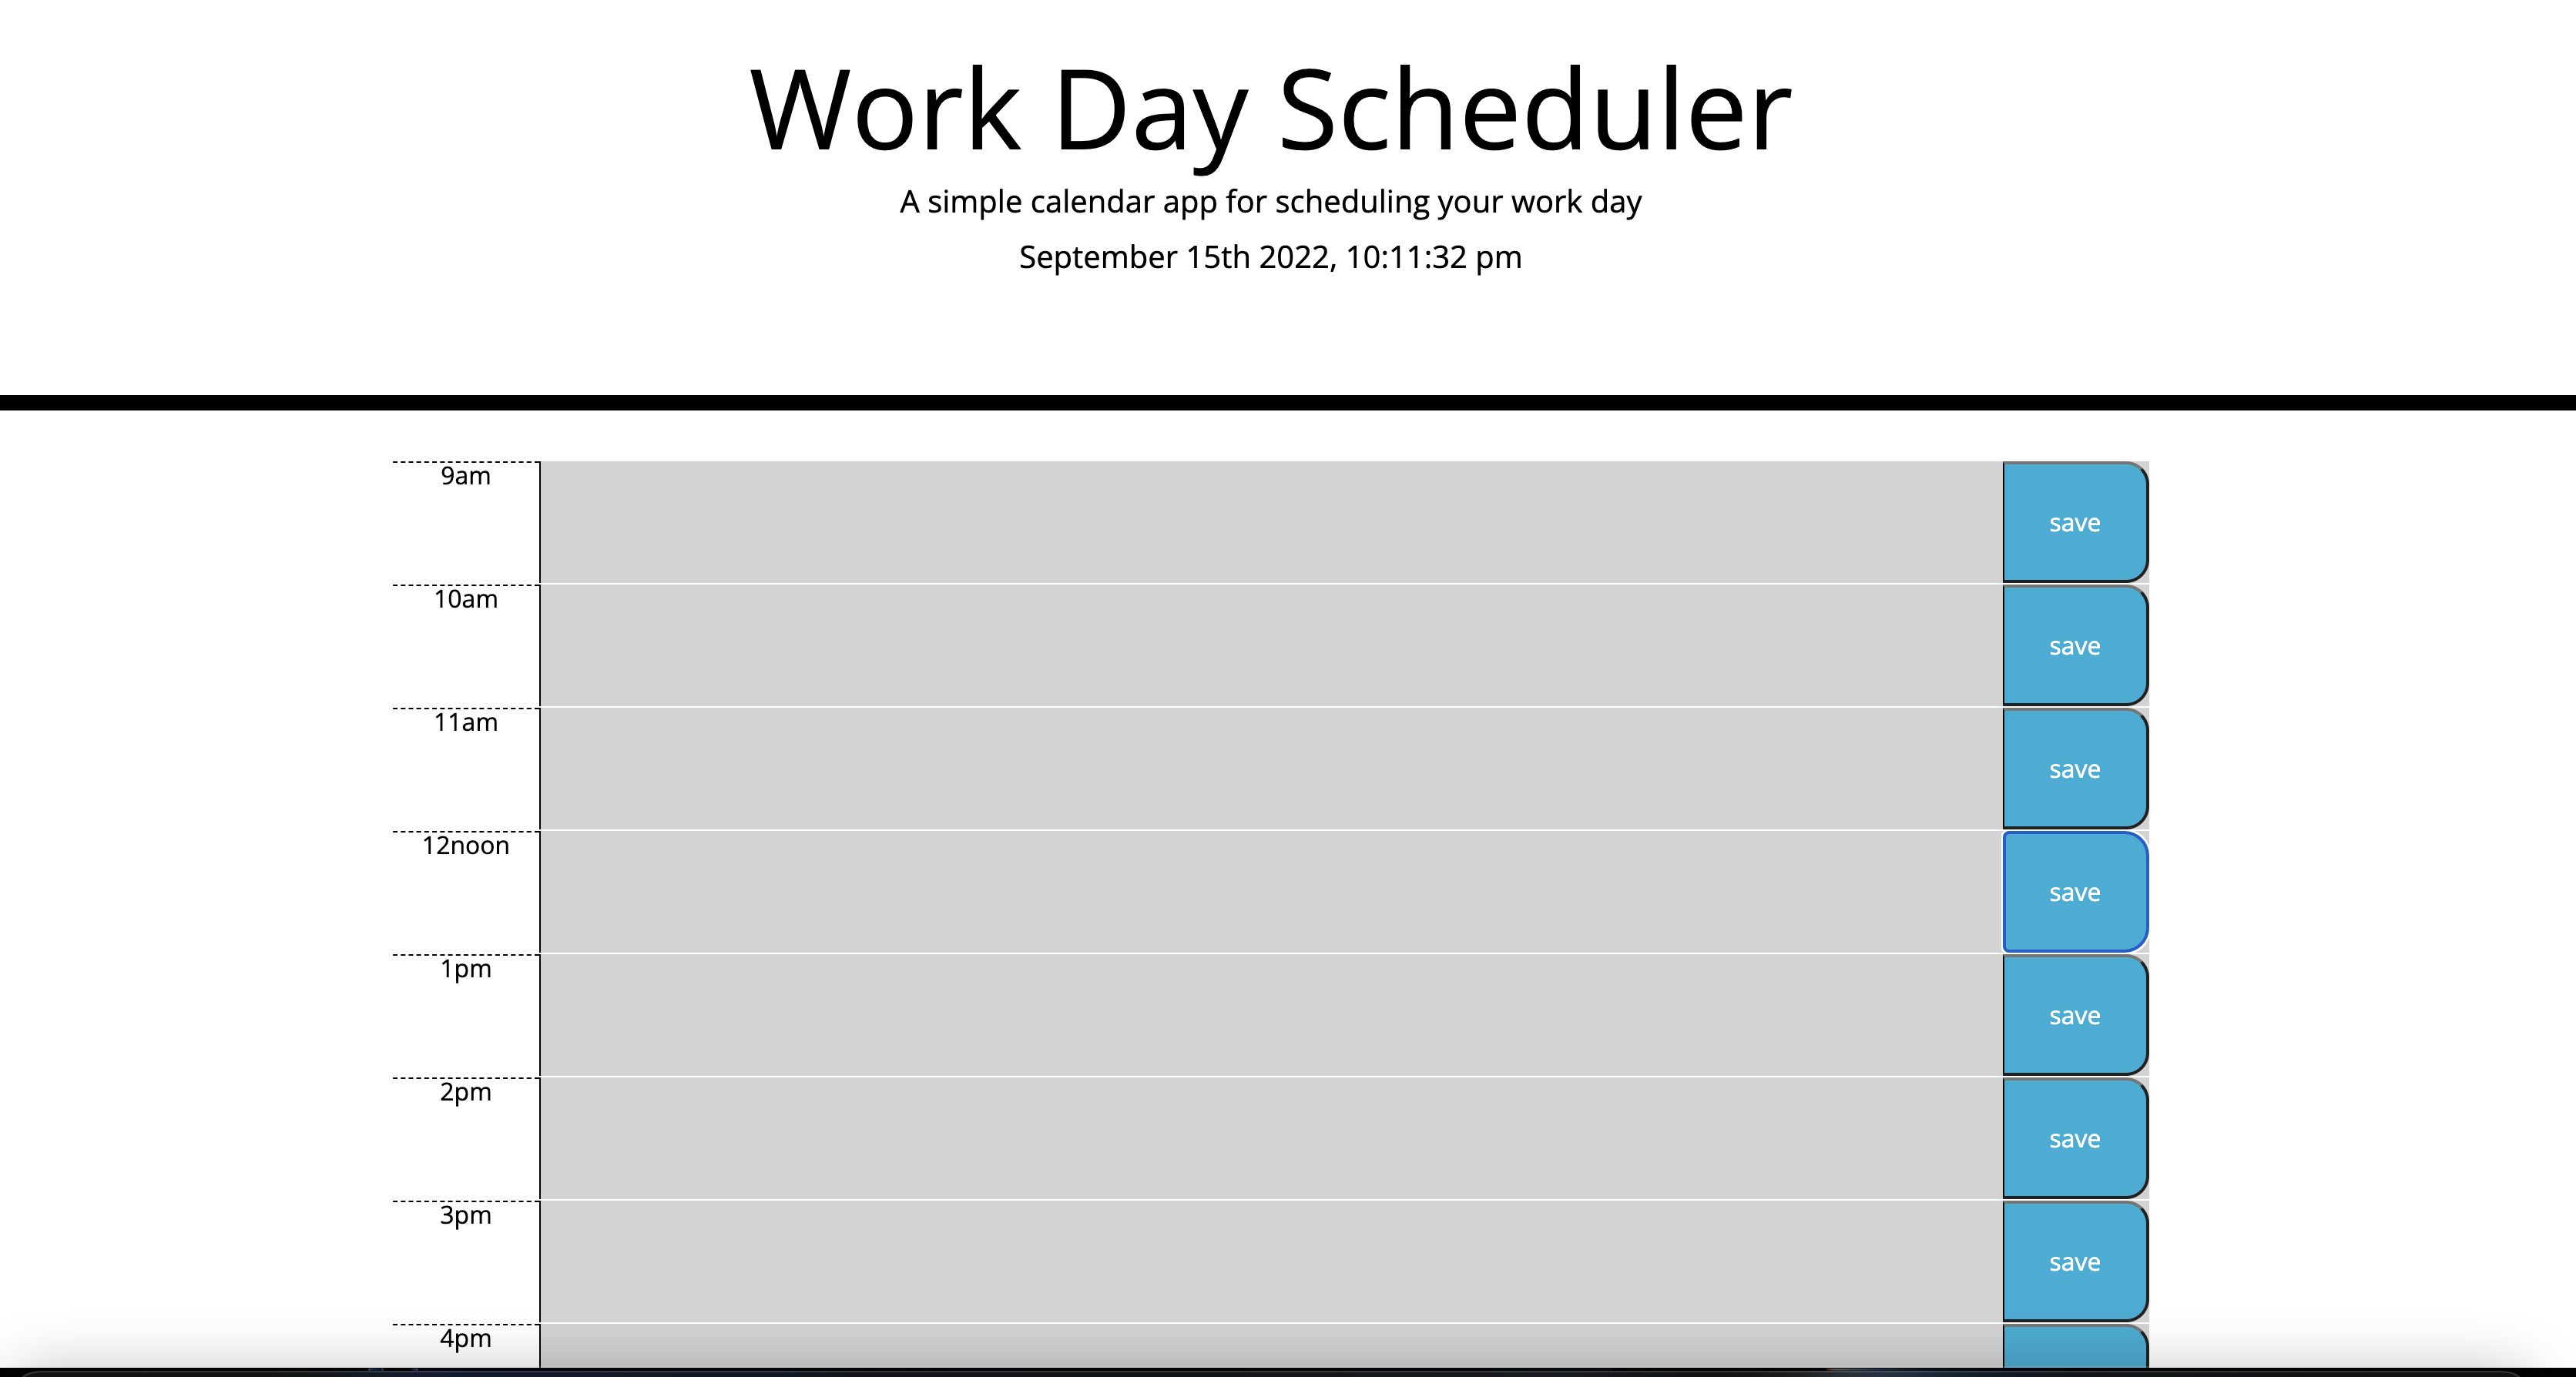 Work Day Scheduler
A simple calendar app for scheduling your work day
September 15th 2022, 10:11:32 pm
9am
save
10am
save
11am
save
12noon
save
1pm
save
2pm
save
3pm
save
4pm